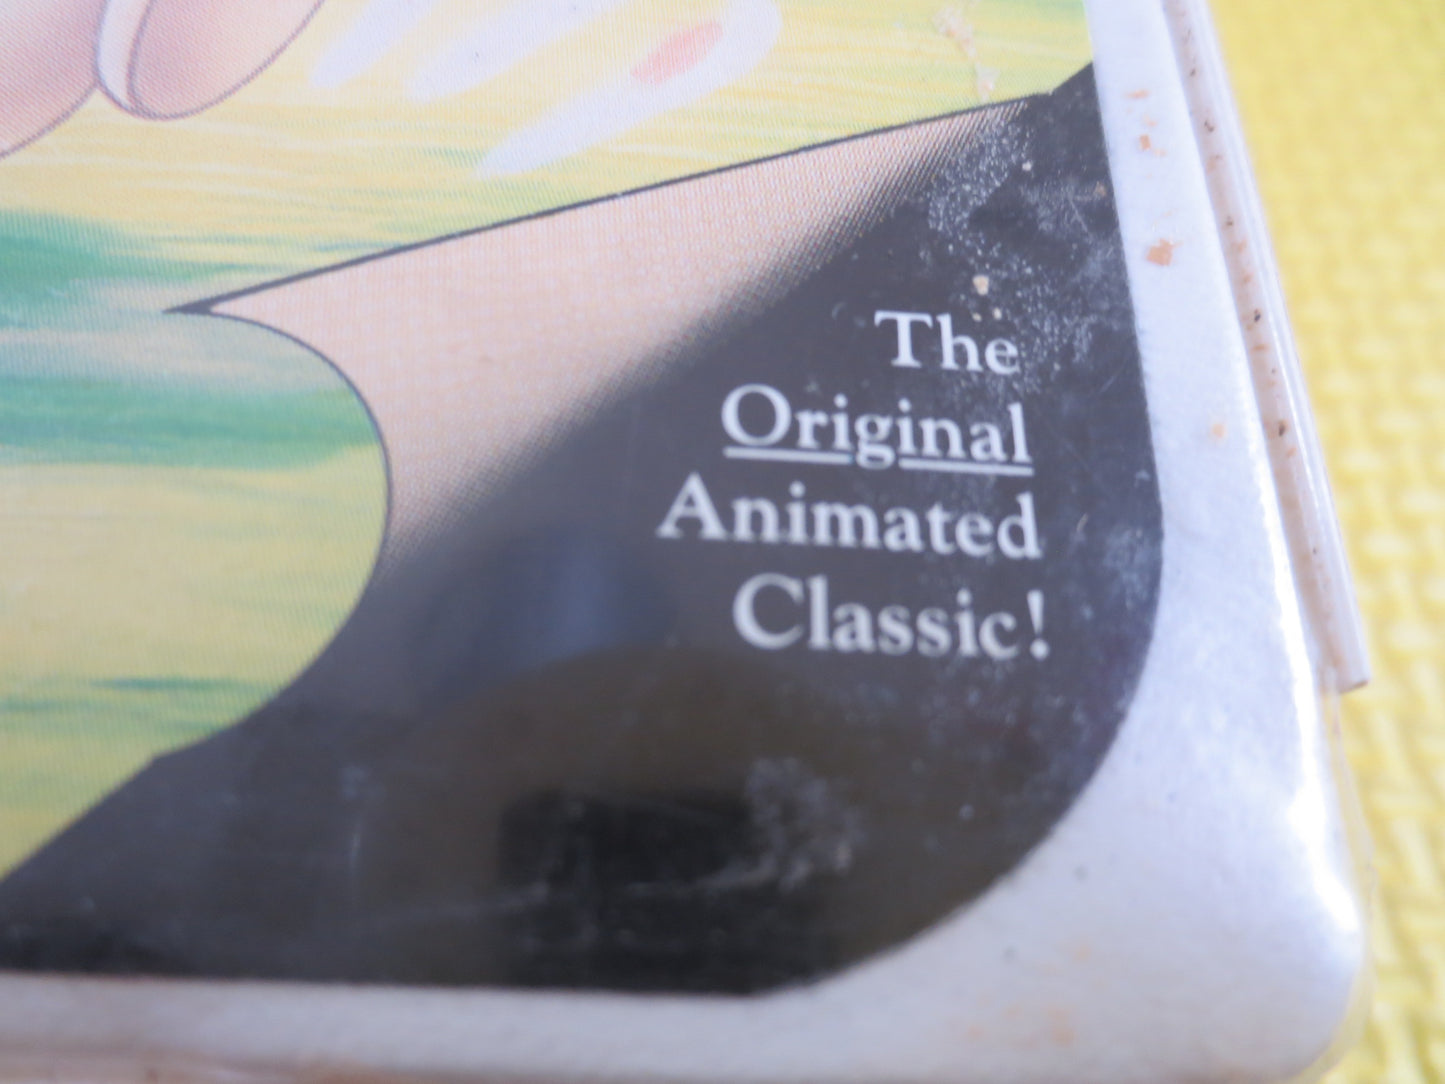 The
Original
Animated
Classic!